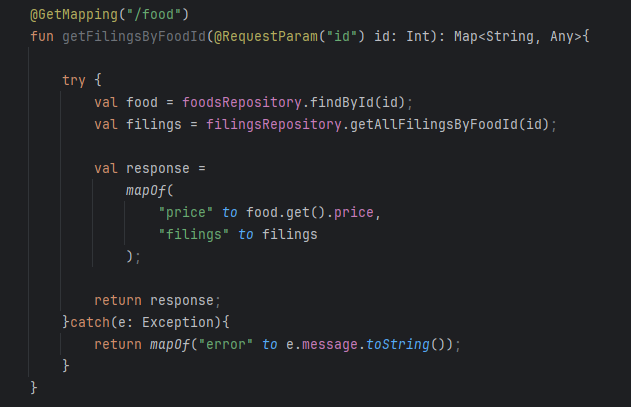 @GetMapping("/food")
fun getFilingsByFoodId(@RequestParam("id") id: Int): Map<String, Any>{
try {
val food = foodsRepository.findById(id);
val filings = filingsRepository.getAllFilingsByFoodId(id);
val response =
mapOf(
"price" to food.get().price,
"filings" to filings
);
return response;
}catch(e: Exception){
return mapOf("error" to e.message.toString());
}
}